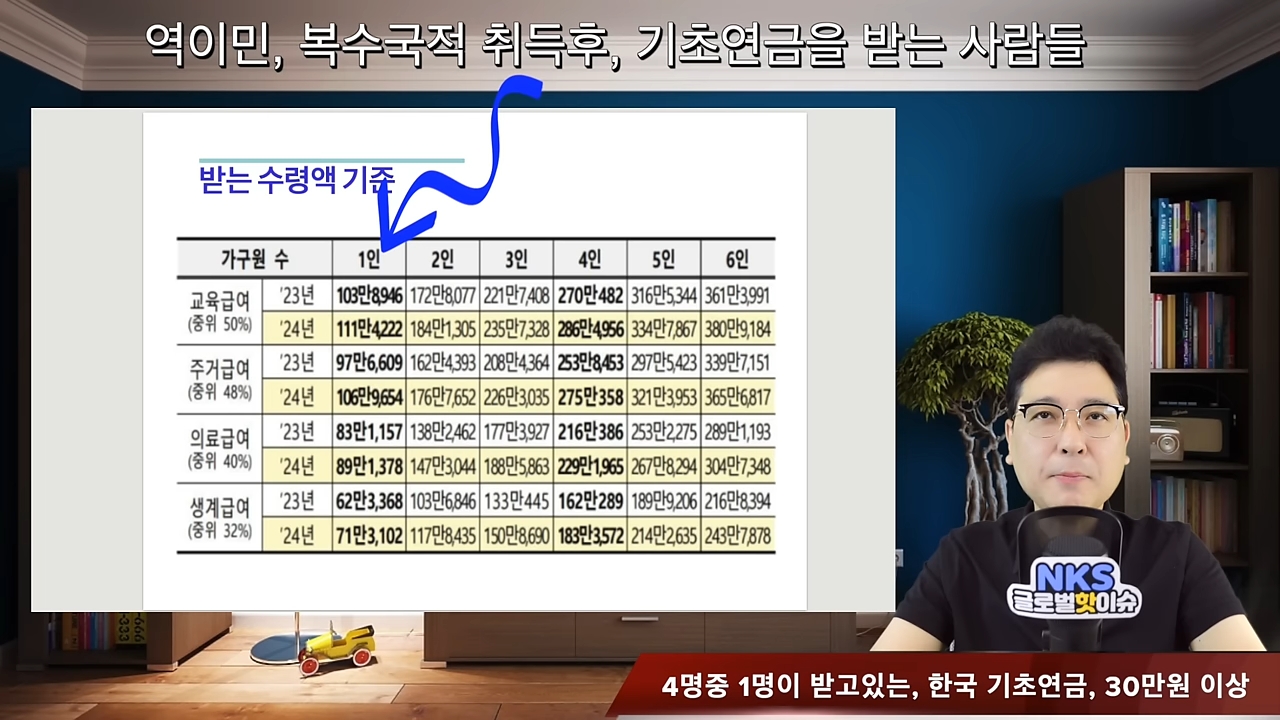 역이민, 복수국적 취득후, 기초연금을 받는 사람들
받는 수령액 기준
가구원 수 1인 2인 3인 4인 5인 6인
교육급여 (중위 50%) '23년 103만8,946 172만8,077 221만7,408 270만482 316만5,344 361만3,991
'24년 111만4,222 184만1,305 235만7,328 286만4,956 334만7,867 380만9,184
주거급여 (중위 48%) '23년 97만6,609 162만4,393 208만4,364 253만8,453 297만5,423 339만7,151
'24년 106만9,654 176만7,652 226만3,035 275만358 321만3,953 365만6,817
의료급여 (중위 40%) '23년 83만1,157 138만2,462 177만3,927 216만386 253만2,275 289만1,193
'24년 89만1,378 147만3,044 188만5,863 229만1,965 267만8,294 304만7,348
생계급여 (중위 32%) '23년 62만3,368 103만6,846 133만445 162만289 189만9,206 216만8,394
'24년 71만3,102 117만8,435 150만8,690 183만3,572 214만2,635 243만7,878
NKS
글로벌핫이슈
4명중 1명이 받고있는, 한국 기초연금, 30만원 이상